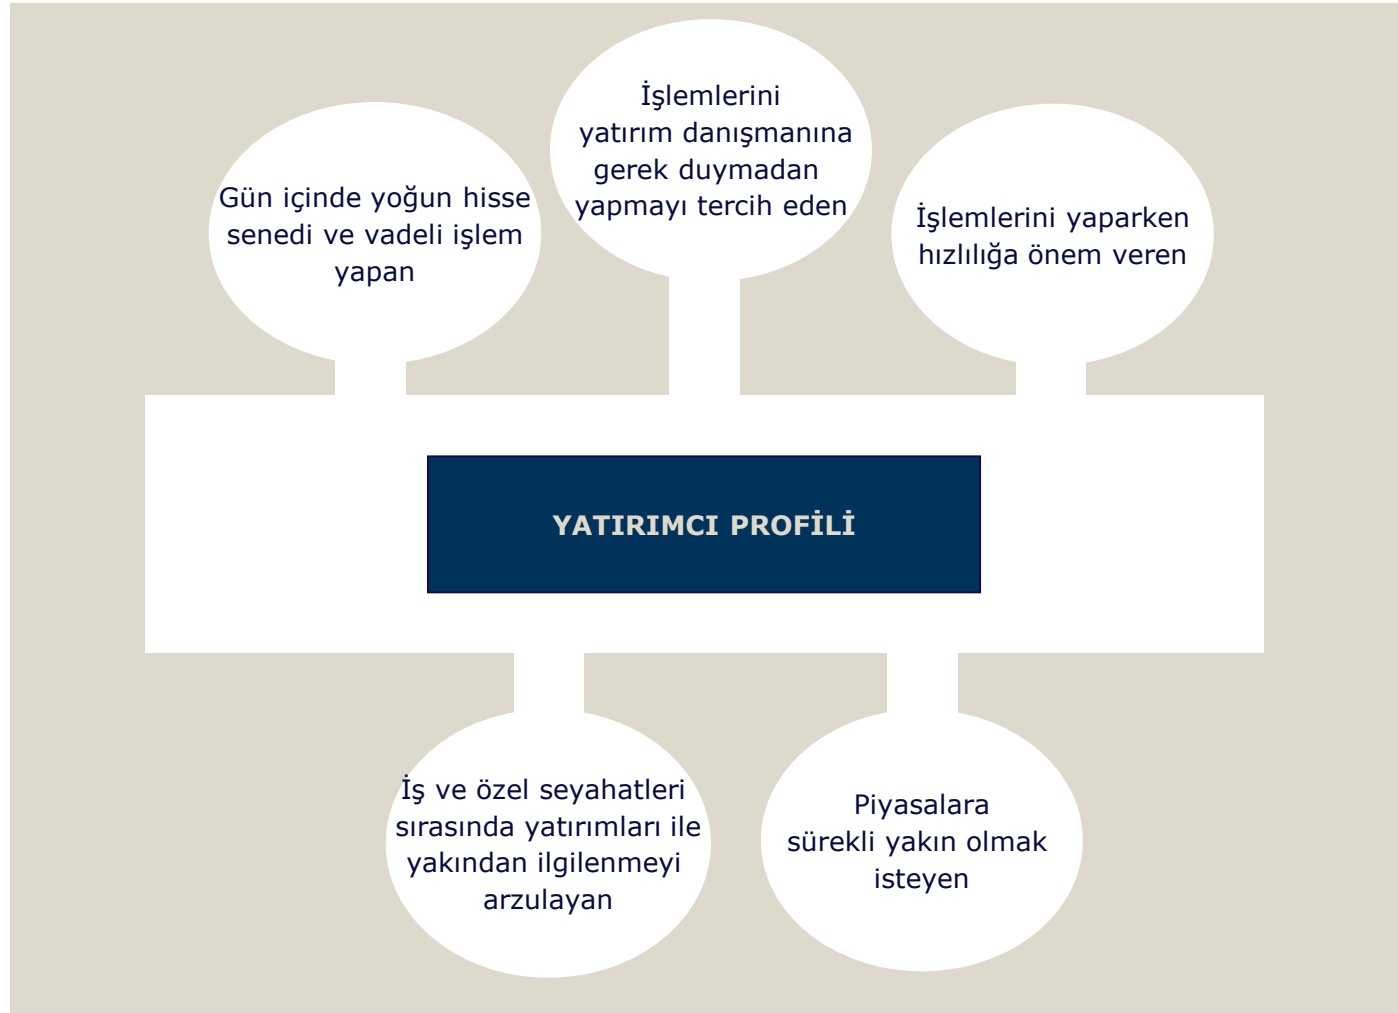 Gün içinde yoğun hisse
senedi ve vadeli işlem
yapan
İşlemlerini
yatırım danışmanına
gerek duymadan
yapmayı tercih eden
İşlemlerini yaparken
hızlılığa önem veren
YATIRIMCI PROFİLİ
İş ve özel seyahatleri
sırasında yatırımları ile
yakından ilgilenmeyi
arzulayan
Piyasalara
sürekli yakın olmak
isteyen